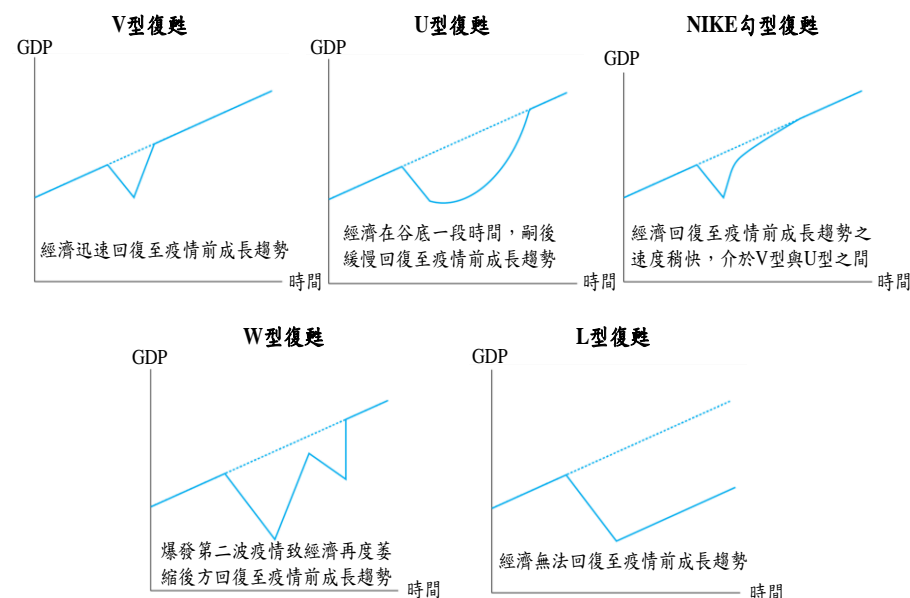 V型復甦
GDP
經濟迅速回復至疫情前成長趨勢
時間
U型復甦
GDP
經濟在谷底一段時間，嗣後
緩慢回復至疫情前成長趨勢
時間
NIKE勾型復甦
GDP
經濟回復至疫情前成長趨勢之
速度稍快，介於V型與U型之間
時間
W型復甦
GDP
爆發第二波疫情致經濟再度萎
縮後方回復至疫情前成長趨勢
時間
L型復甦
GDP
經濟無法回復至疫情前成長趨勢
時間